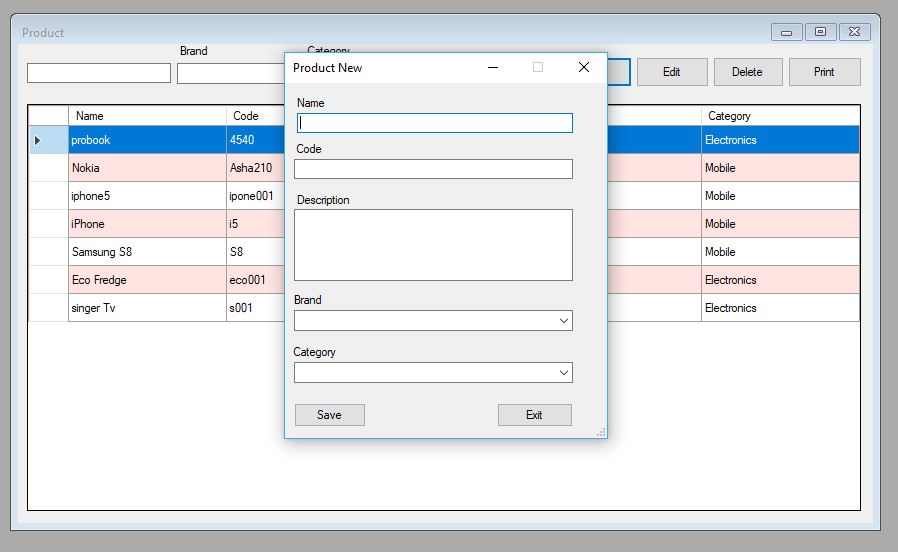 Product
Brand
Product New
Edit
Delete
Print
Name
Code
Category
probook
4540
Electronics
Nokia
Asha210
Mobile
iphone5
ipone001
Mobile
iPhone
i5
Mobile
Samsung S8
S8
Mobile
Eco Fredge
eco001
Electronics
singer Tv
s001
Electronics
Name
Code
Description
Brand
Category
Save
Exit